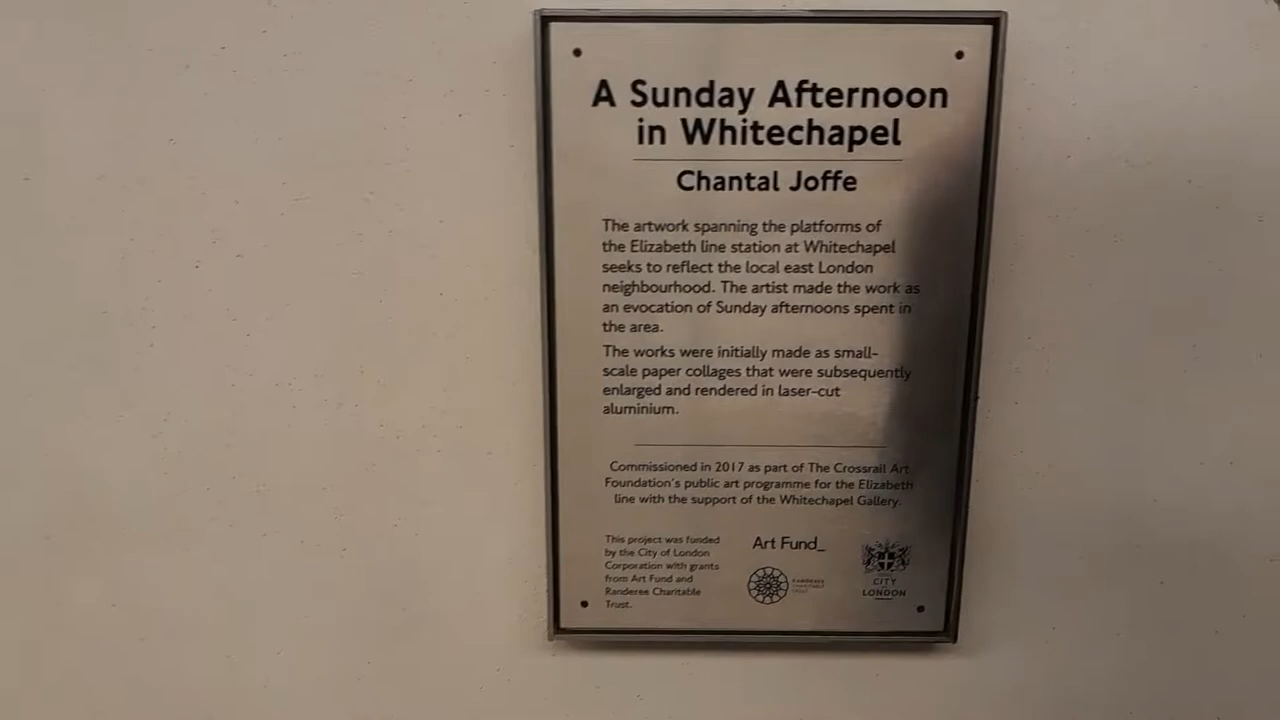 A Sunday Afternoon
in Whitechapel
Chantal Joffe
The artwork spanning the platforms of
the Elizabeth line station at Whitechapel
seeks to reflect the local east London
neighbourhood. The artist made the work as
an evocation of Sunday afternoons spent in
the area.
The works were initially made as small-
scale paper collages that were subsequently
enlarged and rendered in laser-cut
aluminium.
Commissioned in 2017 as part of The Crossrail Art
Foundation's public art programme for the Elizabeth
line with the support of the Whitechapel Gallery.
This project was funded
by the City of London
Corporation with grants
from Art Fund and
Randeree Charitable
Trust.
Art Fund_
RANDEREE
CHARITABLE
TRUST
CITY
LONDON